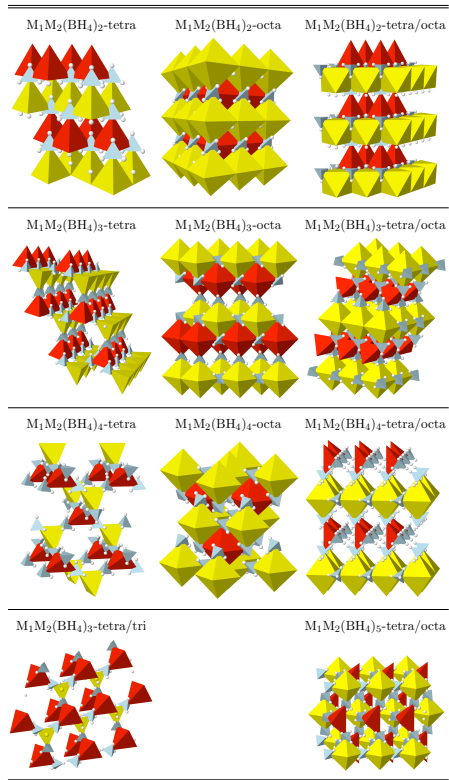 M₁M₂(BH₄)₂-tetra M₁M₂(BH₄)₂-octa M₁M₂(BH₄)₂-tetra/octa
M₁M₂(BH₄)₃-tetra M₁M₂(BH₄)₃-octa M₁M₂(BH₄)₃-tetra/octa
M₁M₂(BH₄)₄-tetra M₁M₂(BH₄)₄-octa M₁M₂(BH₄)₄-tetra/octa
M₁M₂(BH₄)₃-tetra/tri M₁M₂(BH₄)₅-tetra/octa